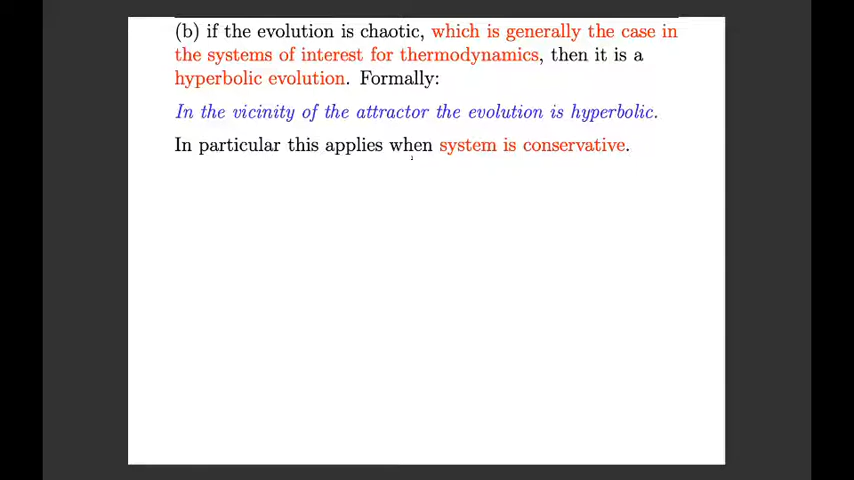 (b) if the evolution is chaotic, which is generally the case in
the systems of interest for thermodynamics, then it is a
hyperbolic evolution. Formally:
In the vicinity of the attractor the evolution is hyperbolic.
In particular this applies when system is conservative.